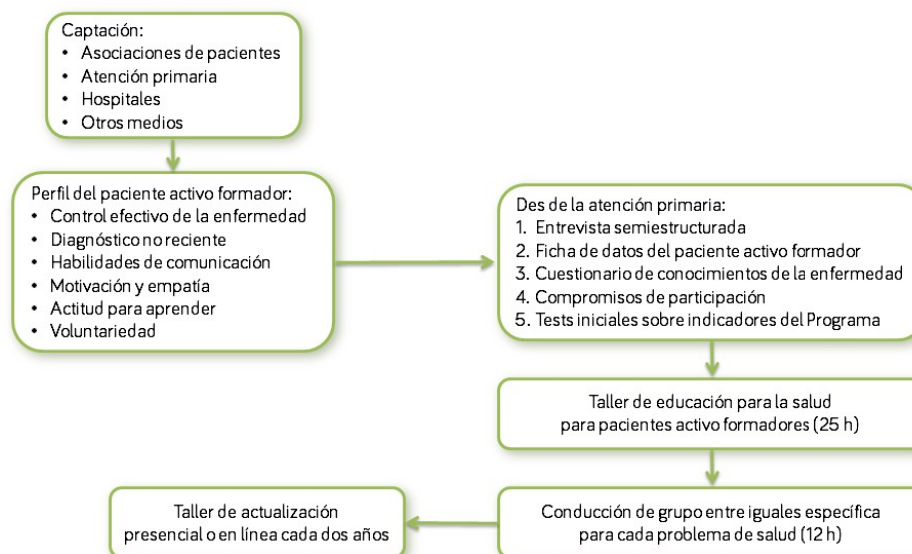 Captación:
• Asociaciones de pacientes
• Atención primaria
• Hospitales
• Otros medios
Perfil del paciente activo formador:
• Control efectivo de la enfermedad
• Diagnóstico no reciente
• Habilidades de comunicación
• Motivación y empatía
• Actitud para aprender
• Voluntariedad
Des de la atención primaria:
1. Entrevista semiestructurada
2. Ficha de datos del paciente activo formador
3. Cuestionario de conocimientos de la enfermedad
4. Compromisos de participación
5. Tests iniciales sobre indicadores del Programa
Taller de educación para la salud
para pacientes activo formadores (25 h)
Conducción de grupo entre iguales específica
para cada problema de salud (12 h)
Taller de actualización
presencial o en línea cada dos años